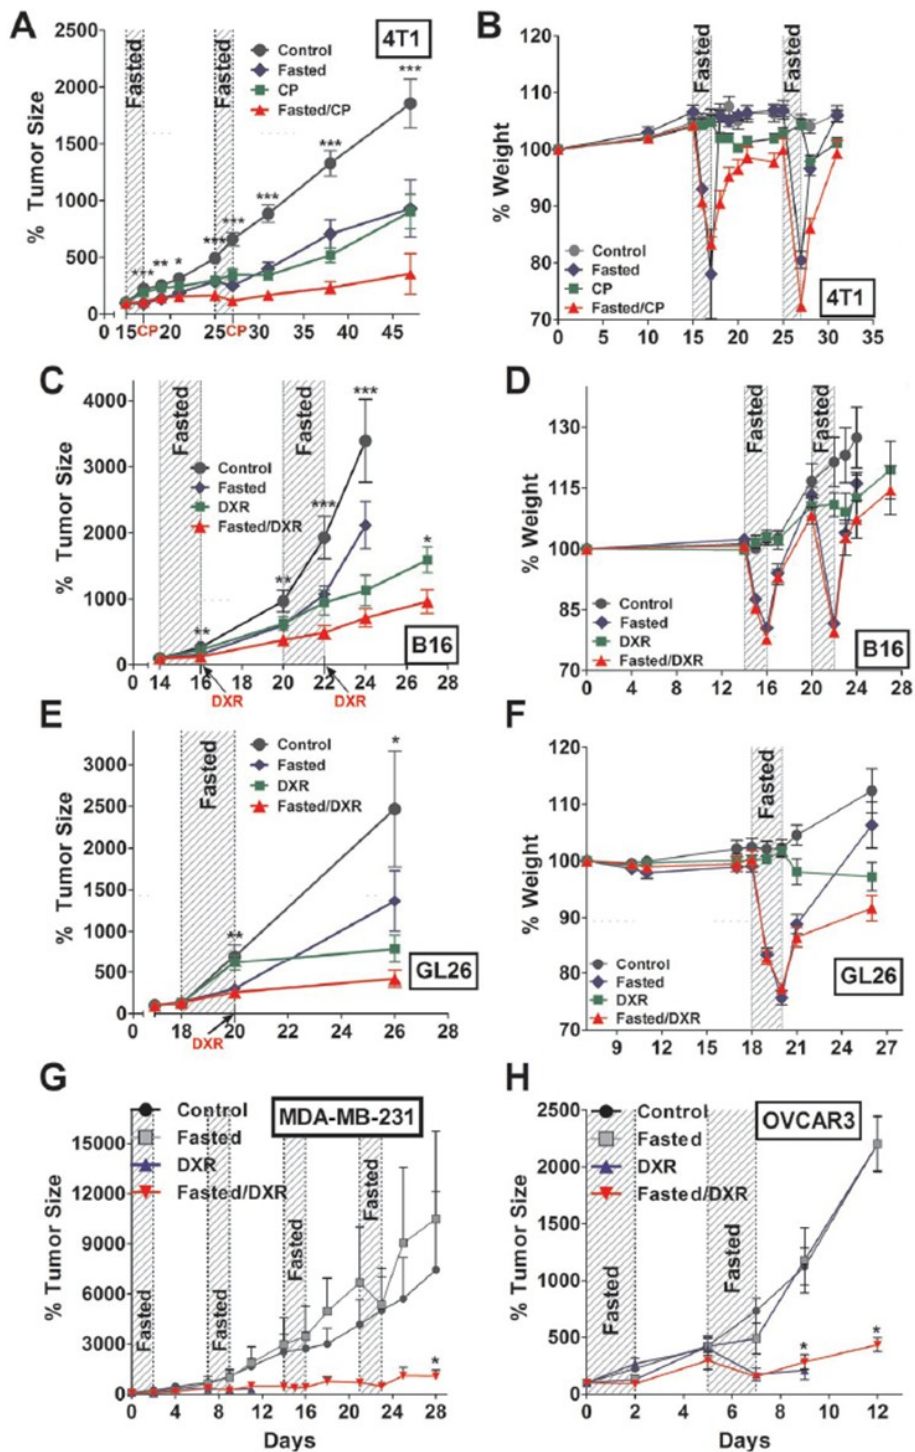 A
4T1
% Tumor Size
2500
2000
1500
1000
500
0
Fasted
Fasted
Control
Fasted
CP
Fasted/CP
***
**
*
***
***
***
***
***
0 15 20 25 30 35 40 45
CP
CP
B
% Weight
120
110
100
90
80
70
Fasted
Fasted
Control
Fasted
CP
Fasted/CP
4T1
0 5 10 15 20 25 30 35
C
% Tumor Size
4000
3000
2000
1000
0
Fasted
Fasted
Control
Fasted
DXR
Fasted/DXR
**
**
***
***
*
B16
0 14 16 18 20 22 24 26 28
DXR
DXR
D
% Weight
130
115
100
85
70
Fasted
Fasted
Control
Fasted
DXR
Fasted/DXR
B16
0 4 8 12 16 20 24 28
E
% Tumor Size
3000
2500
2000
1500
1000
500
0
Fasted
Control
Fasted
DXR
Fasted/DXR
**
*
GL26
0 18 20 22 24 26 28
DXR
F
% Weight
120
110
100
90
80
70
Fasted
Control
Fasted
DXR
Fasted/DXR
GL26
0 9 12 15 18 21 24 27
G
MDA-MB-231
% Tumor Size
15000
12000
9000
6000
3000
0
Control
Fasted
DXR
Fasted/DXR
Fasted
Fasted
Fasted
Fasted
*
0 4 8 12 16 20 24 28
Days
H
OVCAR3
% Tumor Size
2500
2000
1500
1000
500
0
Control
Fasted
DXR
Fasted/DXR
Fasted
Fasted
*
*
0 2 4 6 8 10 12
Days